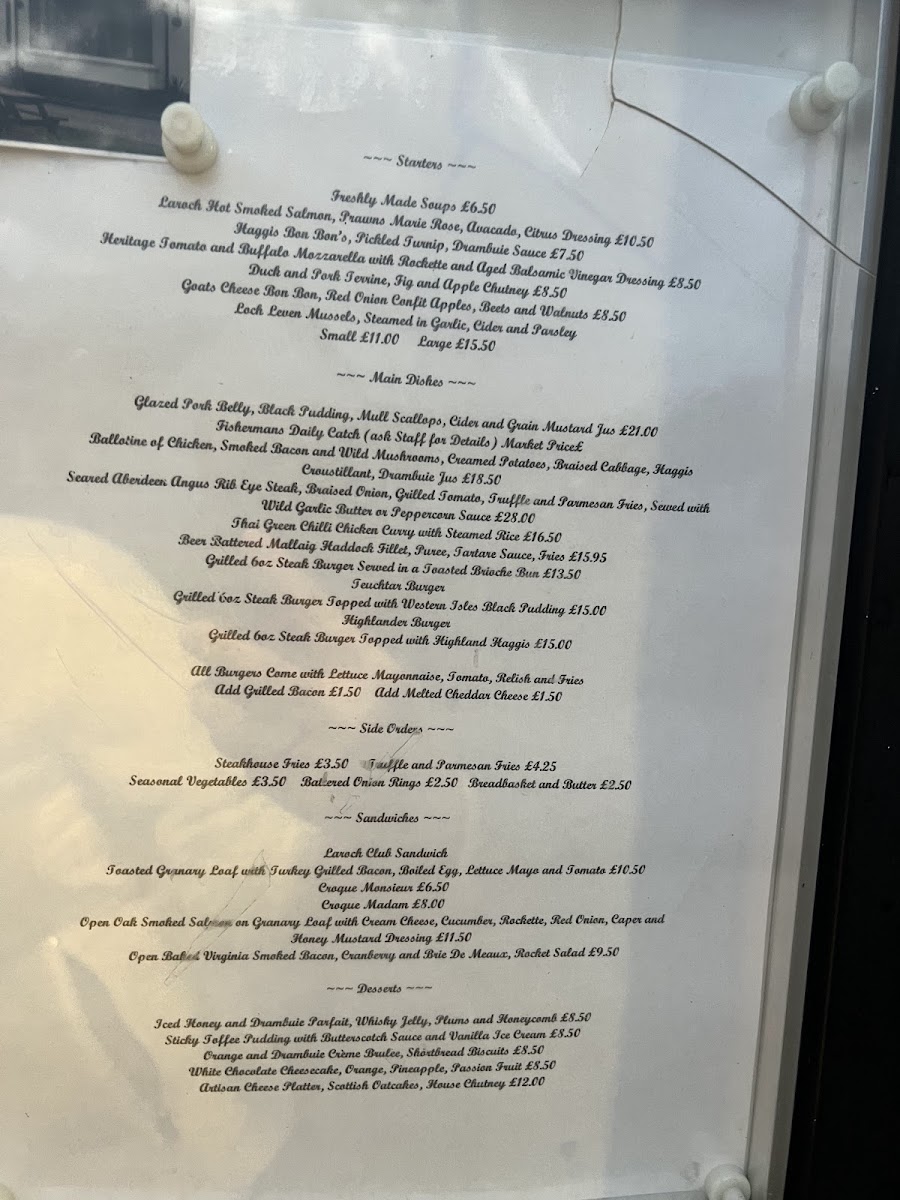 ~~~ Starters ~~~
Freshly Made Soups £6.50
Laroch Hot Smoked Salmon, Prawns Marie Rose, Avacado, Citrus Dressing £10.50
Haggis Bon Bon's, Pickled Turnip, Drambuie Sauce £7.50
Heritage Tomato and Buffalo Mozzarella with Rockette and Aged Balsamic Vinegar Dressing £8.50
Duck and Pork Terrine, Fig and Apple Chutney £8.50
Goats Cheese Bon Bon, Red Onion Confit Apples, Beets and Walnuts £8.50
Loch Leven Mussels, Steamed in Garlic, Cider and Parsley
Small £11.00 Large £15.50
~~~ Main Dishes ~~~
Glazed Pork Belly, Black Pudding, Mull Scallops, Cider and Grain Mustard Jus £21.00
Fishermans Daily Catch (ask Staff for Details) Market Price£
Ballotine of Chicken, Smoked Bacon and Wild Mushrooms, Creamed Potatoes, Braised Cabbage, Haggis
Croustillant, Drambuie Jus £18.50
Seared Aberdeen Angus Rib Eye Steak, Braised Onion, Grilled Tomato, Truffle and Parmesan Fries, Sewed with
Wild Garlic Butter or Peppercorn Sauce £28.00
Thai Green Chilli Chicken Curry with Steamed Rice £16.50
Beer Battered Mallaig Haddock Fillet, Puree, Tartare Sauce, Fries £15.95
Grilled 6oz Steak Burger Served in a Toasted Brioche Bun £13.50
Teuchtar Burger
Grilled 6oz Steak Burger Topped with Western Isles Black Pudding £15.00
Highlander Burger
Grilled 6oz Steak Burger Topped with Highland Haggis £15.00
All Burgers Come with Lettuce Mayonnaise, Tomato, Relish and Fries
Add Grilled Bacon £1.50 Add Melted Cheddar Cheese £1.50
~~~ Side Orders ~~~
Steakhouse Fries £3.50 Truffle and Parmesan Fries £4.25
Seasonal Vegetables £3.50 Battered Onion Rings £2.50 Breadbasket and Butter £2.50
~~~ Sandwiches ~~~
Laroch Club Sandwich
Toasted Granary Loaf with Turkey Grilled Bacon, Boiled Egg, Lettuce Mayo and Tomato £10.50
Croque Monsieur £6.50
Croque Madam £8.00
Open Oak Smoked Salmon on Granary Loaf with Cream Cheese, Cucumber, Rockette, Red Onion, Caper and
Honey Mustard Dressing £11.50
Open Baked Virginia Smoked Bacon, Cranberry and Brie De Meaux, Rocket Salad £9.50
~~~ Desserts ~~~
Iced Honey and Drambuie Parfait, Whisky Jelly, Plums and Honeycomb £8.50
Sticky Toffee Pudding with Butterscotch Sauce and Vanilla Ice Cream £8.50
Orange and Drambuie Crème Brulee, Shortbread Biscuits £8.50
White Chocolate Cheesecake, Orange, Pineapple, Passion Fruit £8.50
Artisan Cheese Platter, Scottish Oatcakes, House Chutney £12.00